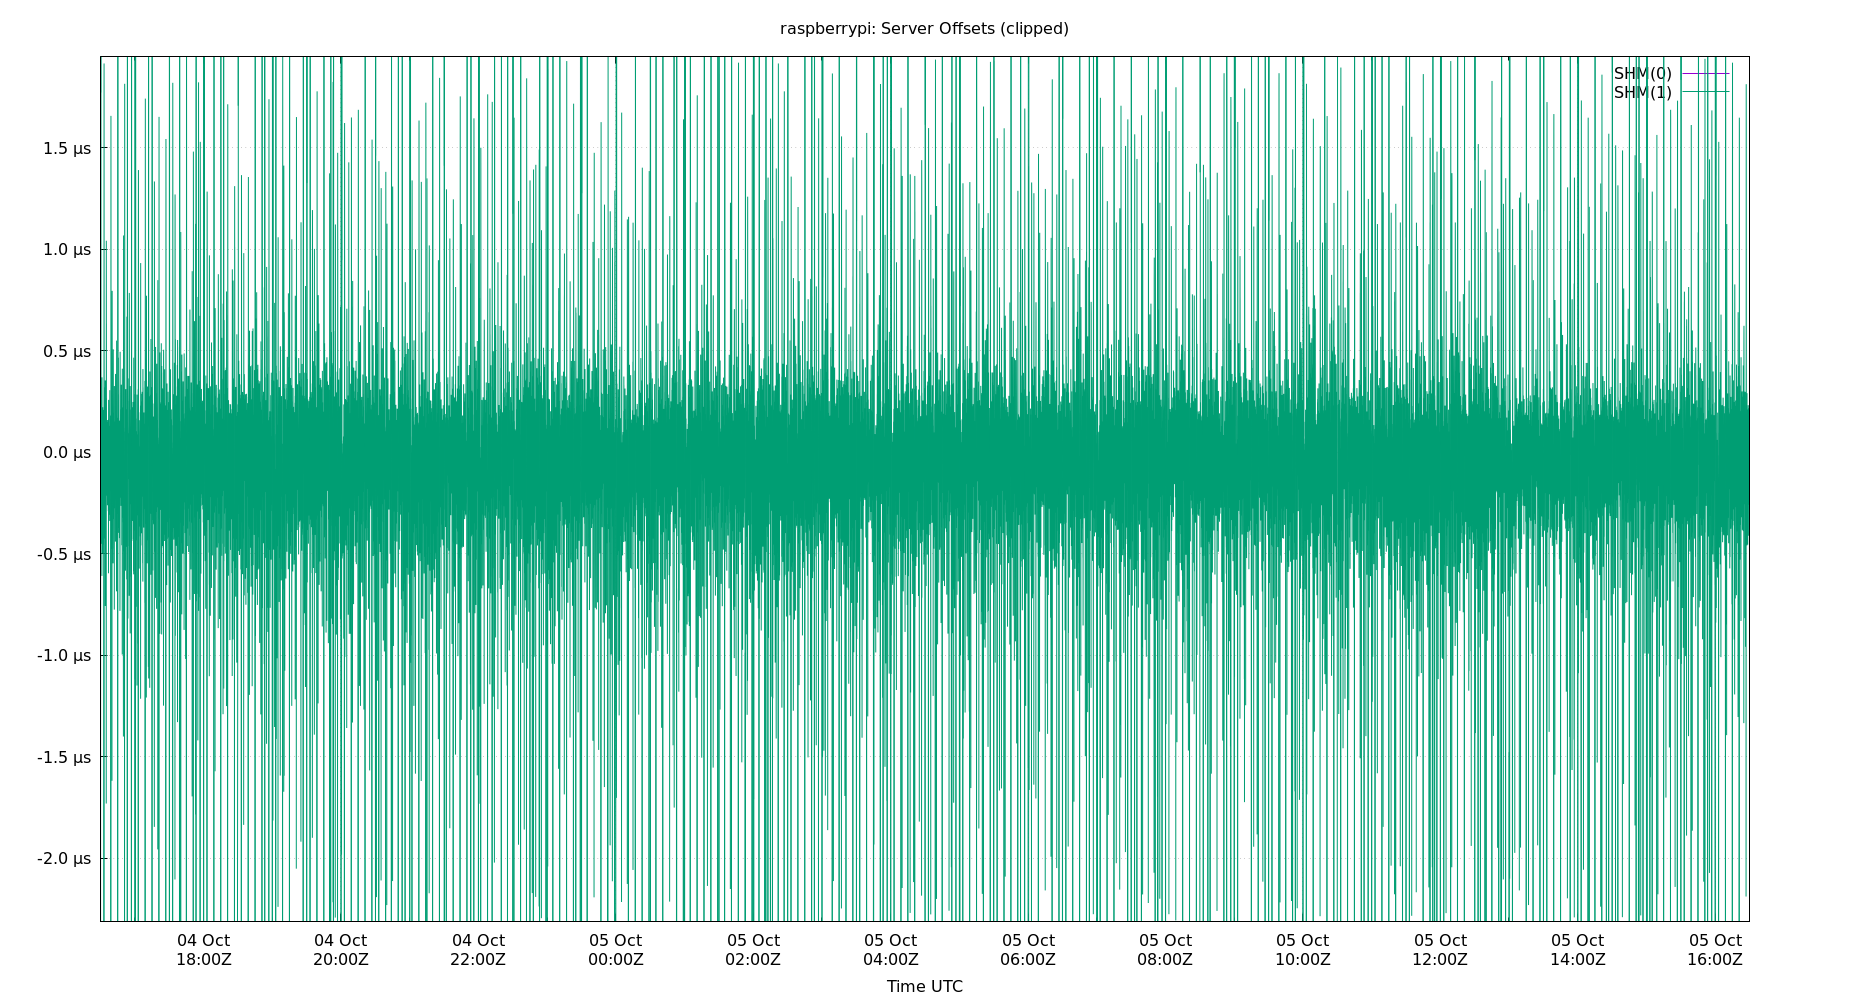 raspberrypi: Server Offsets (clipped)
SHM(0)
SHM(1)
1.5 µs
1.0 µs
0.5 µs
0.0 µs
-0.5 µs
-1.0 µs
-1.5 µs
-2.0 µs
04 Oct 04 Oct 04 Oct 05 Oct 05 Oct 05 Oct 05 Oct 05 Oct 05 Oct 05 Oct 05 Oct 05 Oct
18:00Z 20:00Z 22:00Z 00:00Z 02:00Z 04:00Z 06:00Z 08:00Z 10:00Z 12:00Z 14:00Z 16:00Z
Time UTC